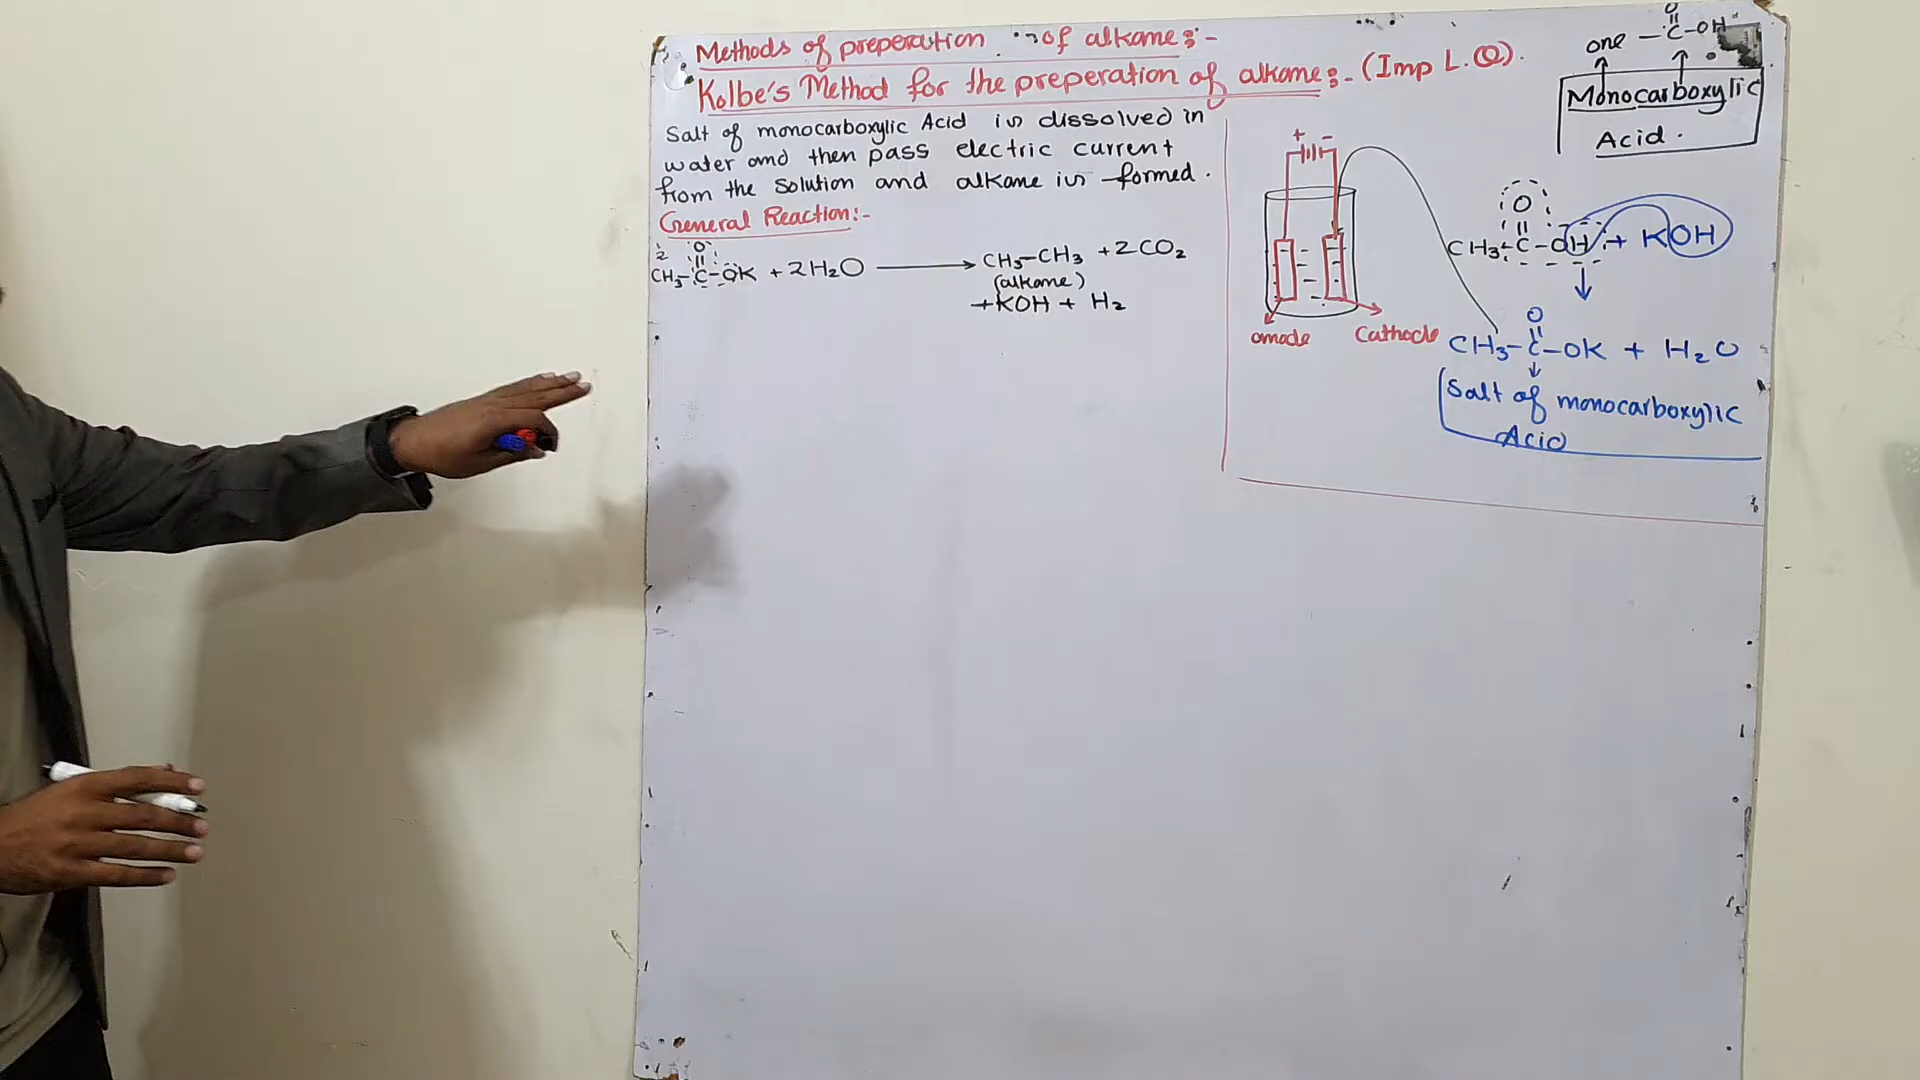 Methods of preperation of alkane :-
Kolbe's Method for the preperation of alkane :- (Imp L.Q).
Salt of monocarboxylic Acid is dissolved in
water and then pass electric current
from the solution and alkane is formed.
General Reaction:-
O
2 CH₃-C-OK + 2H₂O ⟶ CH₃-CH₃ + 2CO₂
(alkane)
+KOH + H₂
+ -
anode Cathode
O
one -C-OH
Monocarboxylic
Acid.
O
CH₃-C-OH + KOH
O
CH₃-C-OK + H₂O
Salt of monocarboxylic
Acid